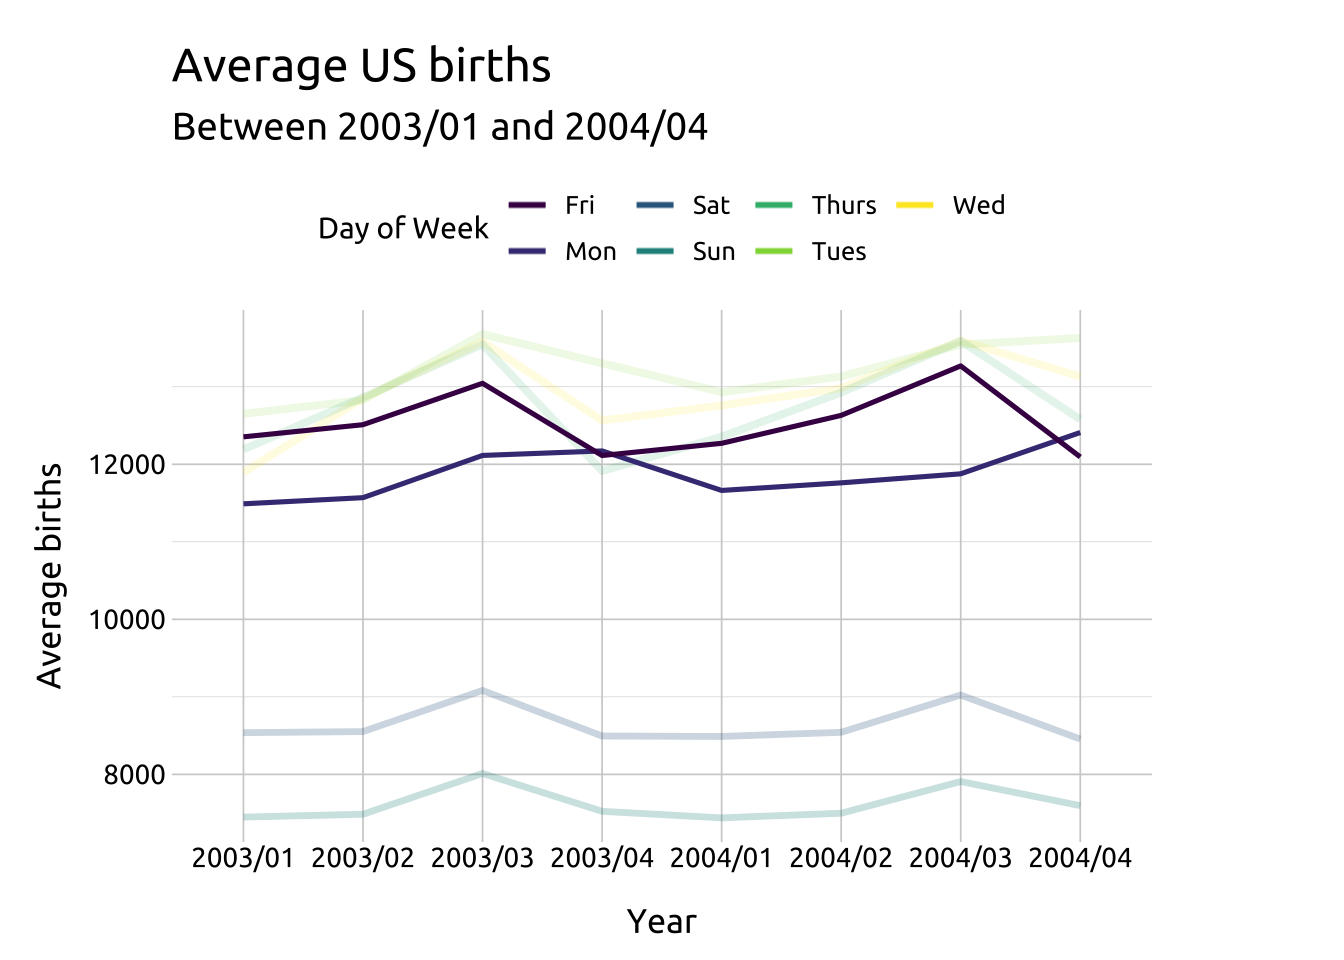 Average US births
Between 2003/01 and 2004/04
Day of Week
Fri Sat Thurs Wed
Mon Sun Tues
Average births
12000
10000
8000
2003/01 2003/02 2003/03 2003/04 2004/01 2004/02 2004/03 2004/04
Year